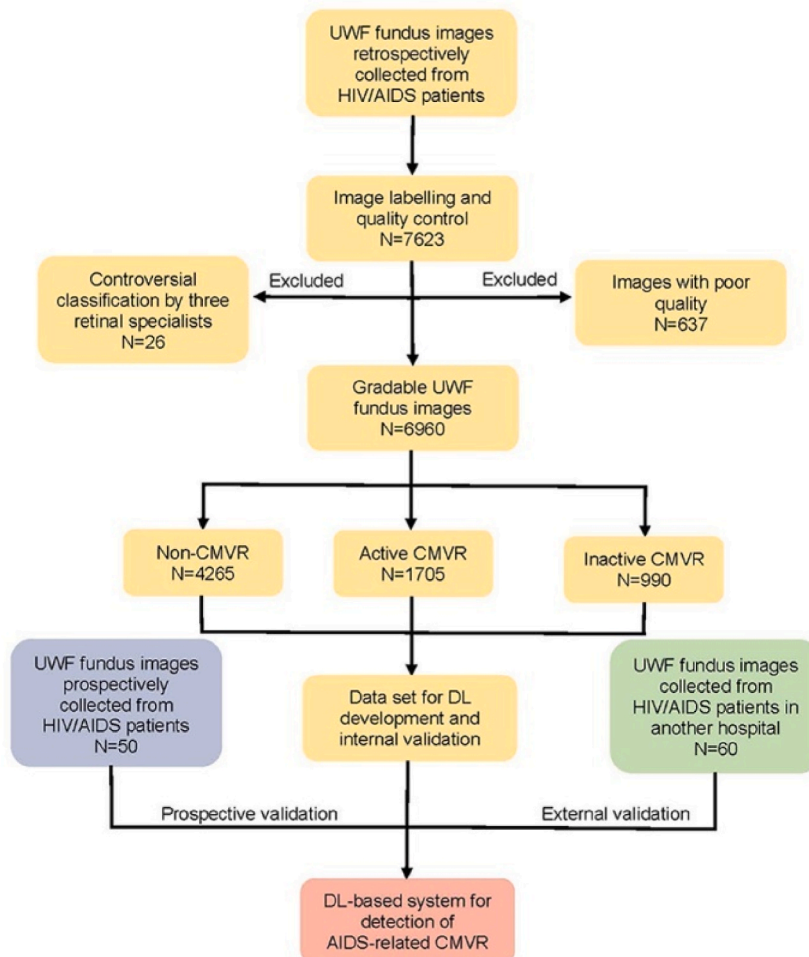 UWF fundus images
retrospectively
collected from
HIV/AIDS patients
Image labelling and
quality control
N=7623
Controversial
classification by three
retinal specialists
N=26
Excluded
Excluded
Images with poor
quality
N=637
Gradable UWF
fundus images
N=6960
Non-CMVR
N=4265
Active CMVR
N=1705
Inactive CMVR
N=990
UWF fundus images
prospectively
collected from
HIV/AIDS patients
N=50
Data set for DL
development and
internal validation
UWF fundus images
collected from
HIV/AIDS patients in
another hospital
N=60
Prospective validation
External validation
DL-based system for
detection of
AIDS-related CMVR